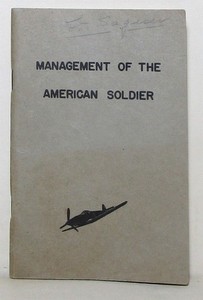 MANAGEMENT OF THE
AMERICAN SOLDIER